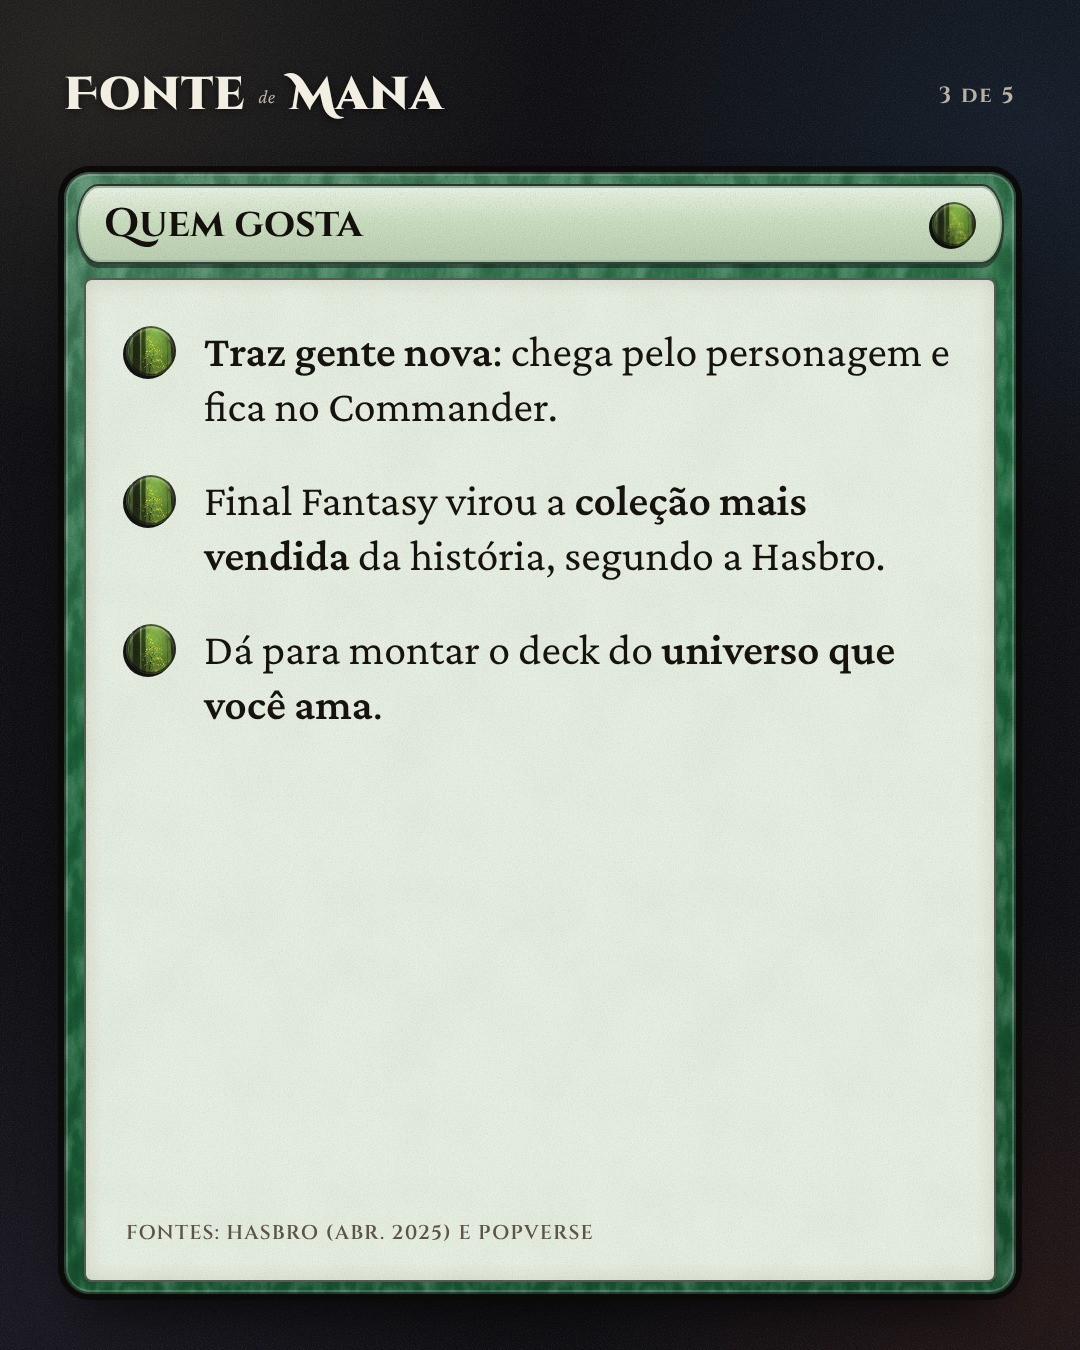 Fonte de Mana
3 de 5
Quem gosta
Traz gente nova: chega pelo personagem e
fica no Commander.
Final Fantasy virou a coleção mais
vendida da história, segundo a Hasbro.
Dá para montar o deck do universo que
você ama.
FONTES: HASBRO (ABR. 2025) E POPVERSE